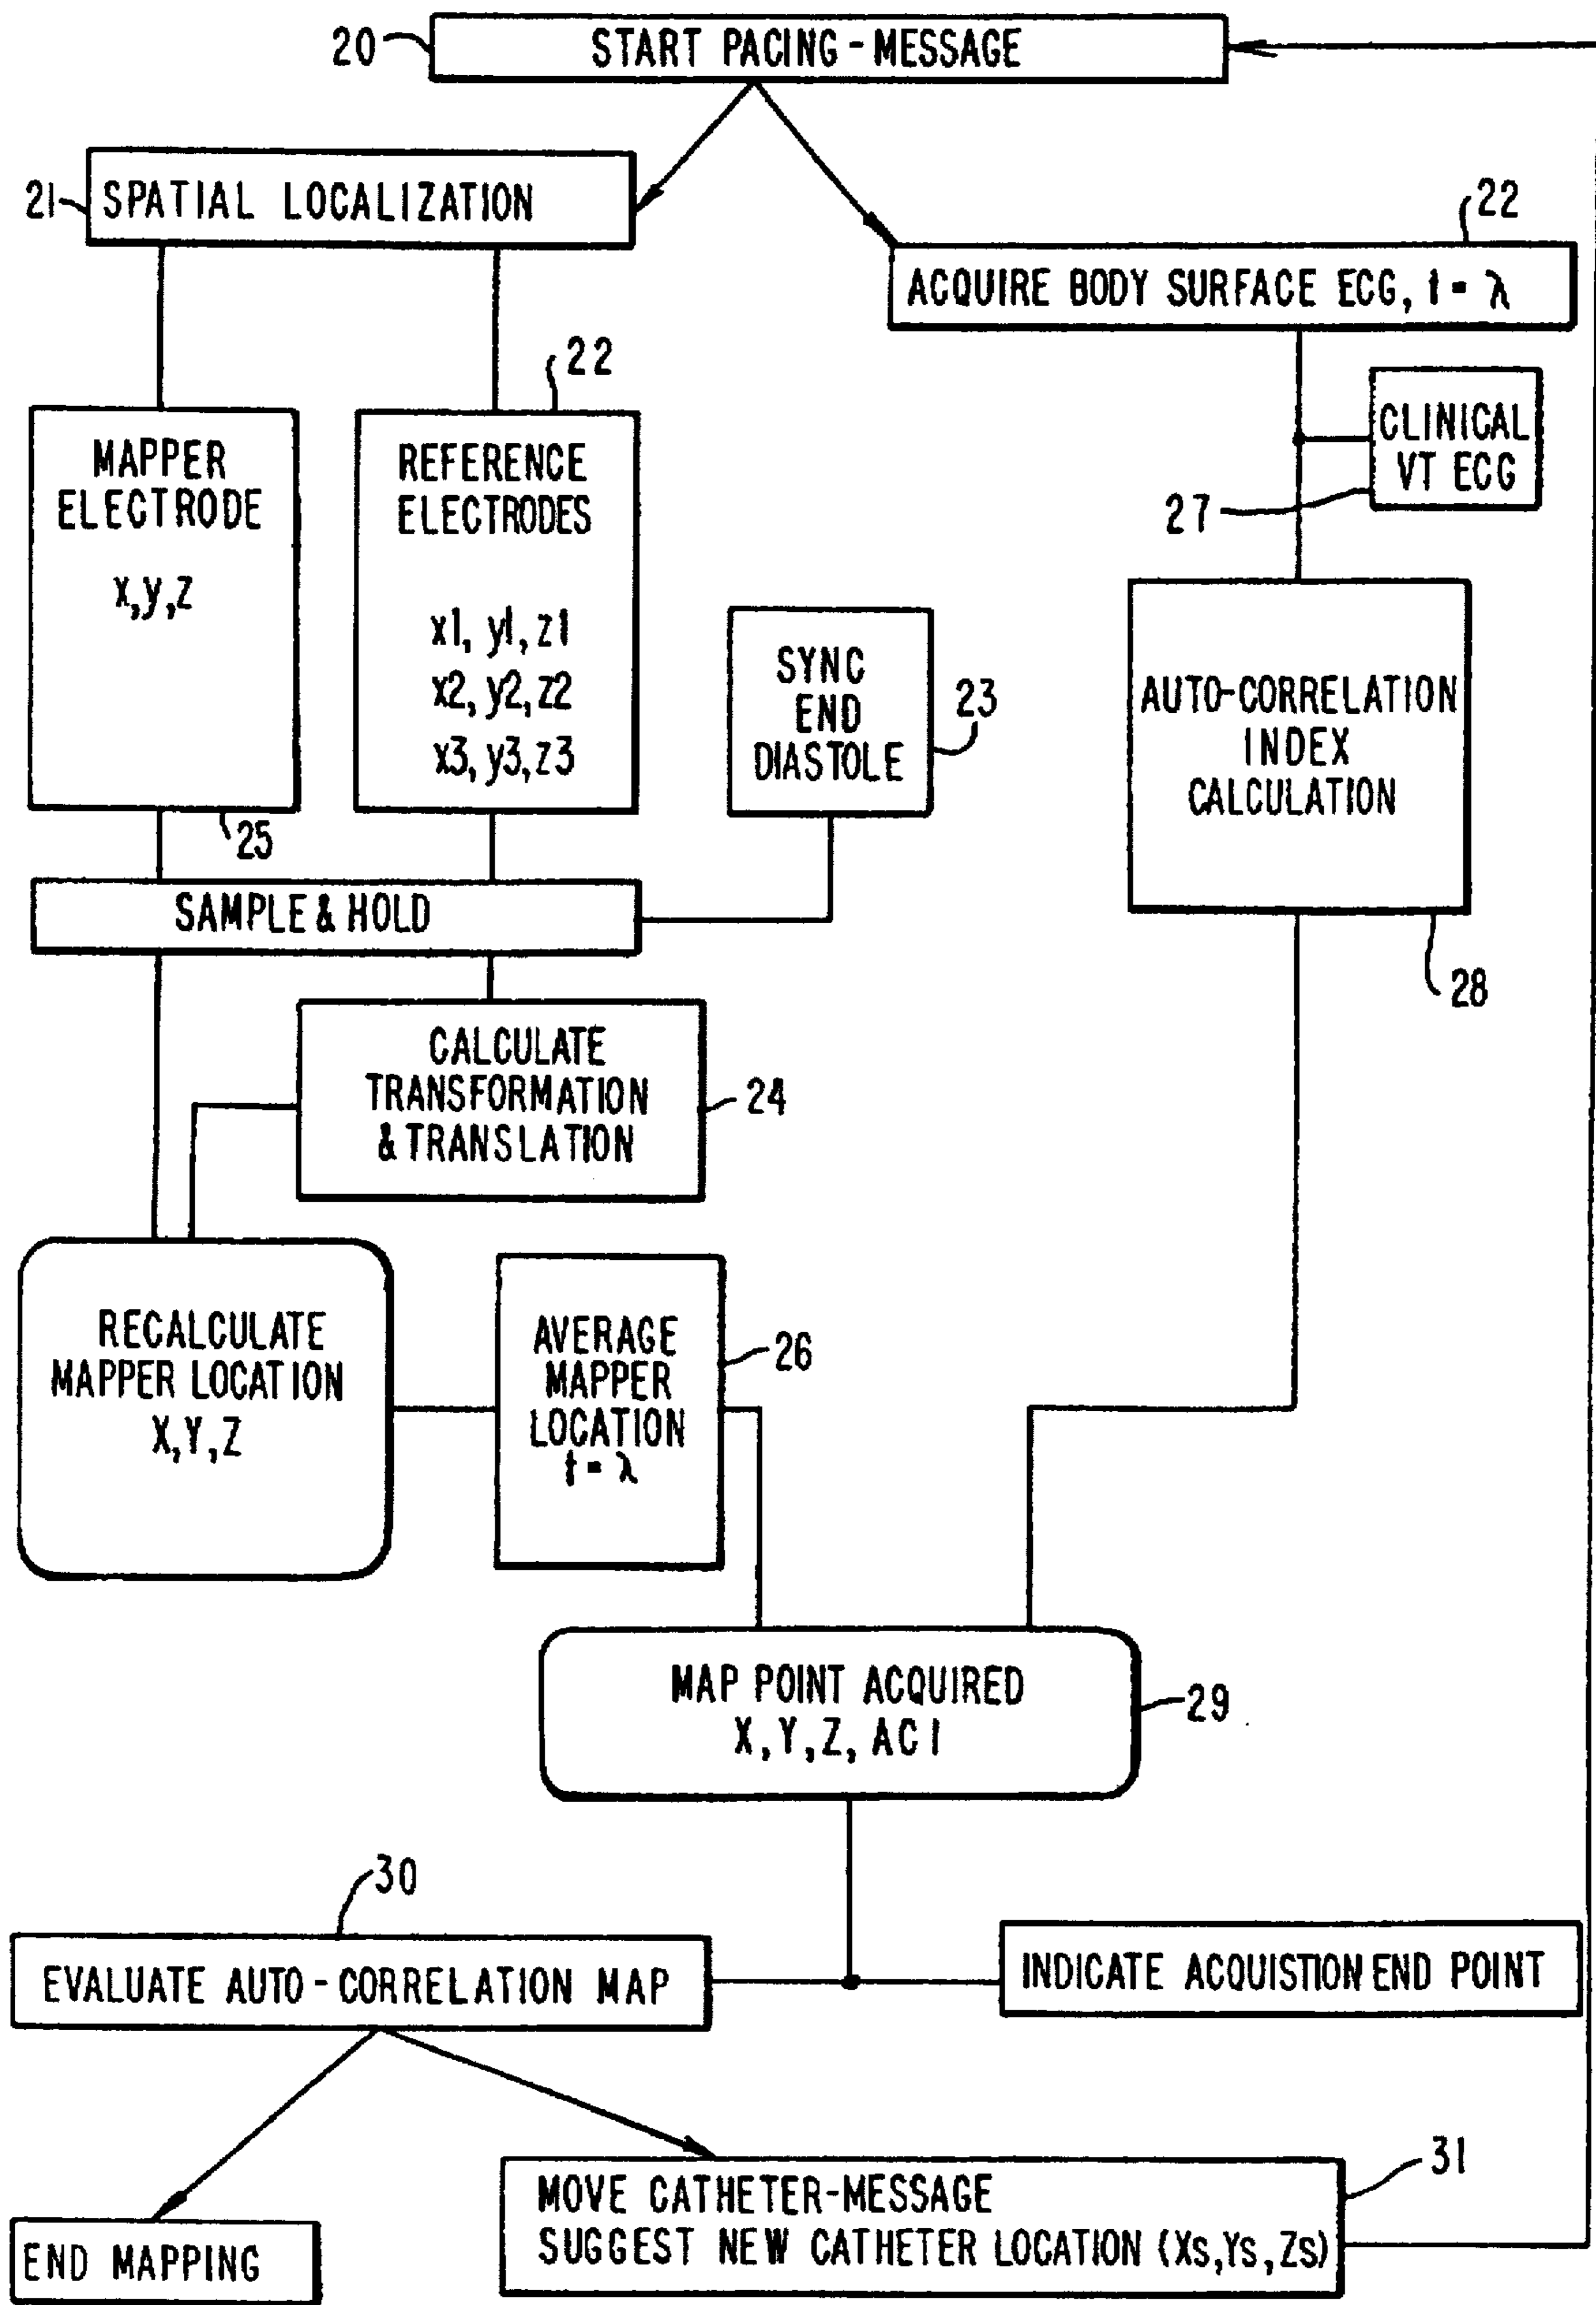 20
START PACING-MESSAGE
21
SPATIAL LOCALIZATION
22
ACQUIRE BODY SURFACE ECG, t = λ
MAPPER
ELECTRODE
x,y,z
22
REFERENCE
ELECTRODES
x1, y1, z1
x2, y2, z2
x3, y3, z3
CLINICAL
VT ECG
27
SYNC
END
DIASTOLE
23
AUTO-CORRELATION
INDEX
CALCULATION
28
25
SAMPLE & HOLD
CALCULATE
TRANSFORMATION
& TRANSLATION
24
RECALCULATE
MAPPER LOCATION
X,Y,Z
AVERAGE
MAPPER
LOCATION
t = λ
26
MAP POINT ACQUIRED
X, Y, Z, ACI
29
30
EVALUATE AUTO-CORRELATION MAP
INDICATE ACQUISTION END POINT
END MAPPING
31
MOVE CATHETER-MESSAGE
SUGGEST NEW CATHETER LOCATION (Xs,Ys,Zs)